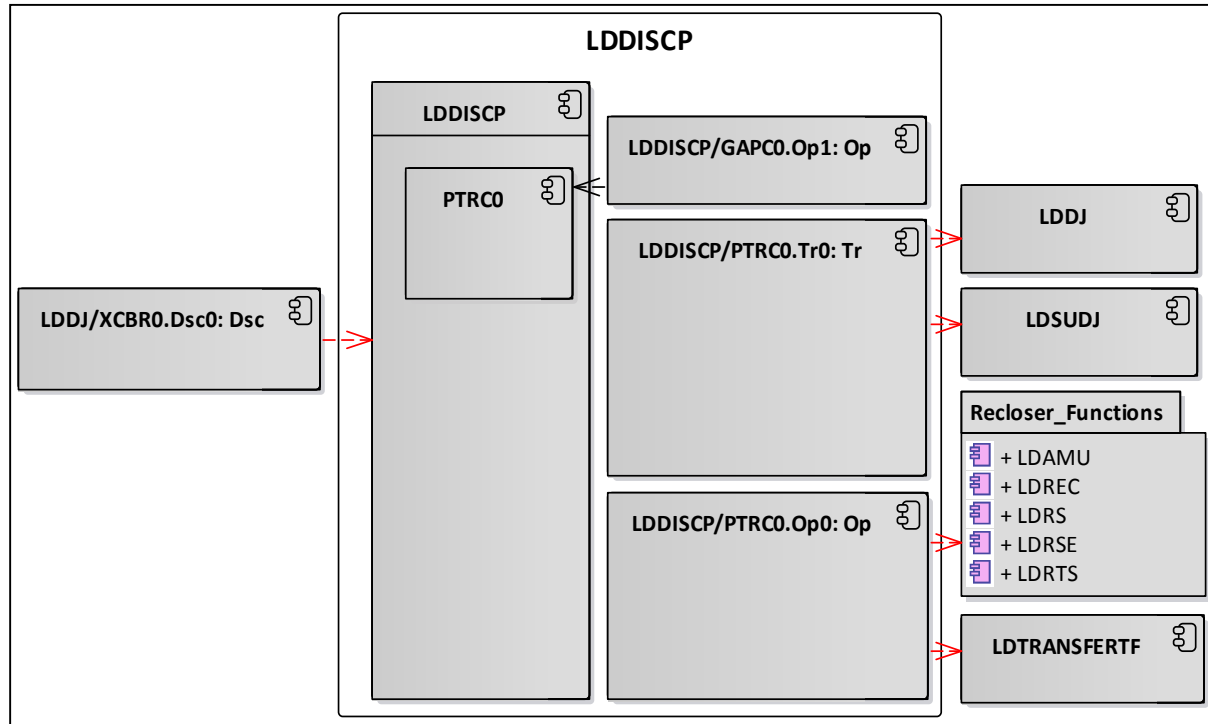 LDDISCP
LDDISCP
PTRC0
LDDISCP/GAPC0.Op1: Op
LDDISCP/PTRC0.Tr0: Tr
LDDISCP/PTRC0.Op0: Op
LDDJ/XCBR0.Dsc0: Dsc
LDDJ
LDSUDJ
Recloser_Functions
+ LDAMU
+ LDREC
+ LDRS
+ LDRSE
+ LDRTS
LDTRANSFERTF